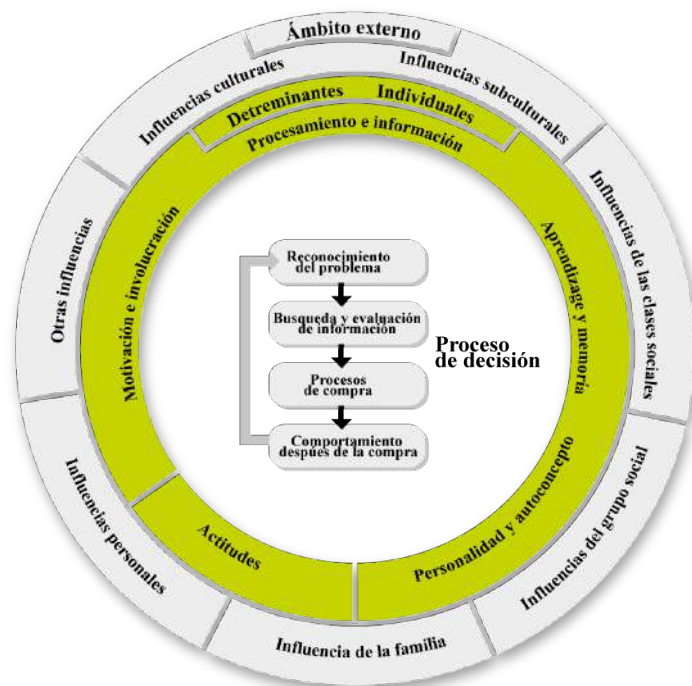 Ámbito externo
Influencias culturales
Influencias subculturales
Detreminantes Individuales
Procesamiento e información
Otras influencias
Motivación e involucración
Aprendizage y memoria
Influencias de las clases sociales
Reconocimiento
del problema
Busqueda y evaluación
de información
Proceso
de decisión
Procesos
de compra
Comportamiento
despues de la compra
Influencias personales
Actitudes
Personalidad y autoconcepto
Influencias del grupo social
Influencia de la familia